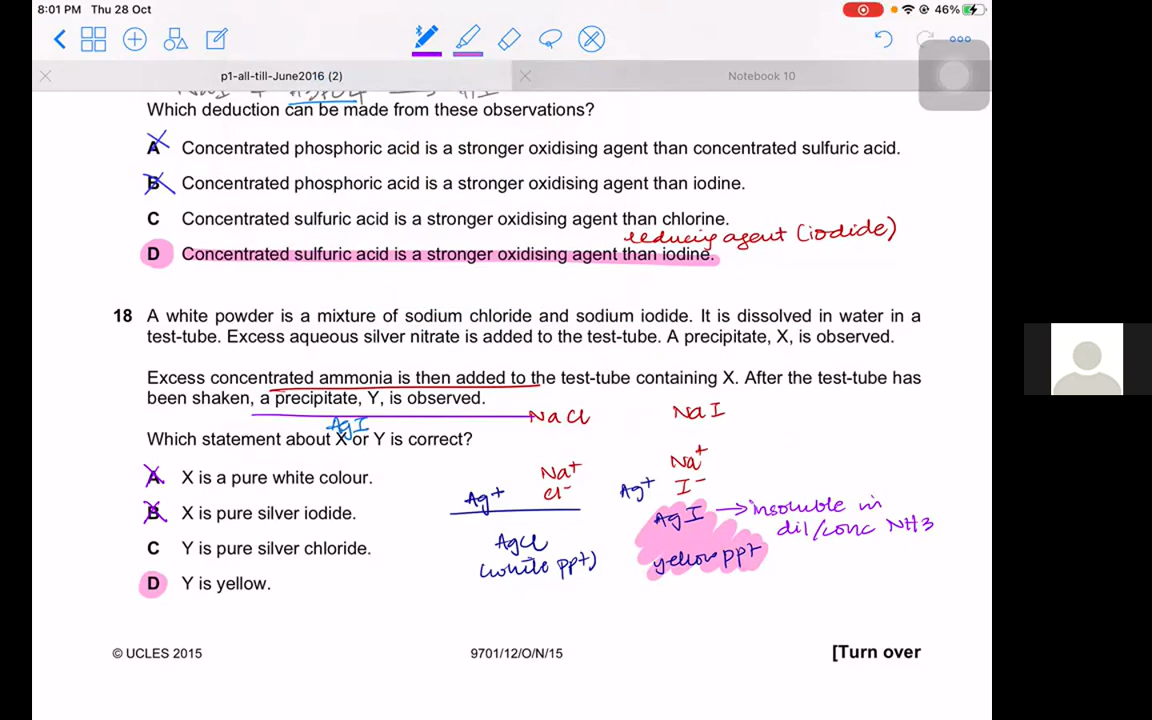 8:01 PM Thu 28 Oct
46%
p1-all-till-June2016 (2)
Notebook 10
Which deduction can be made from these observations?
A Concentrated phosphoric acid is a stronger oxidising agent than concentrated sulfuric acid.
B Concentrated phosphoric acid is a stronger oxidising agent than iodine.
C Concentrated sulfuric acid is a stronger oxidising agent than chlorine.
reducing agent (iodide)
D Concentrated sulfuric acid is a stronger oxidising agent than iodine.
18 A white powder is a mixture of sodium chloride and sodium iodide. It is dissolved in water in a
test-tube. Excess aqueous silver nitrate is added to the test-tube. A precipitate, X, is observed.
Excess concentrated ammonia is then added to the test-tube containing X. After the test-tube has
been shaken, a precipitate, Y, is observed.
NaCl NaI
AgI
Which statement about X or Y is correct?
A X is a pure white colour.
B X is pure silver iodide.
C Y is pure silver chloride.
D Y is yellow.
Na+ Na+
Ag+ Cl- Ag+ I-
AgCl AgI → insoluble in
dil/conc NH3
(white ppt) yellow ppt
© UCLES 2015 9701/12/O/N/15 [Turn over